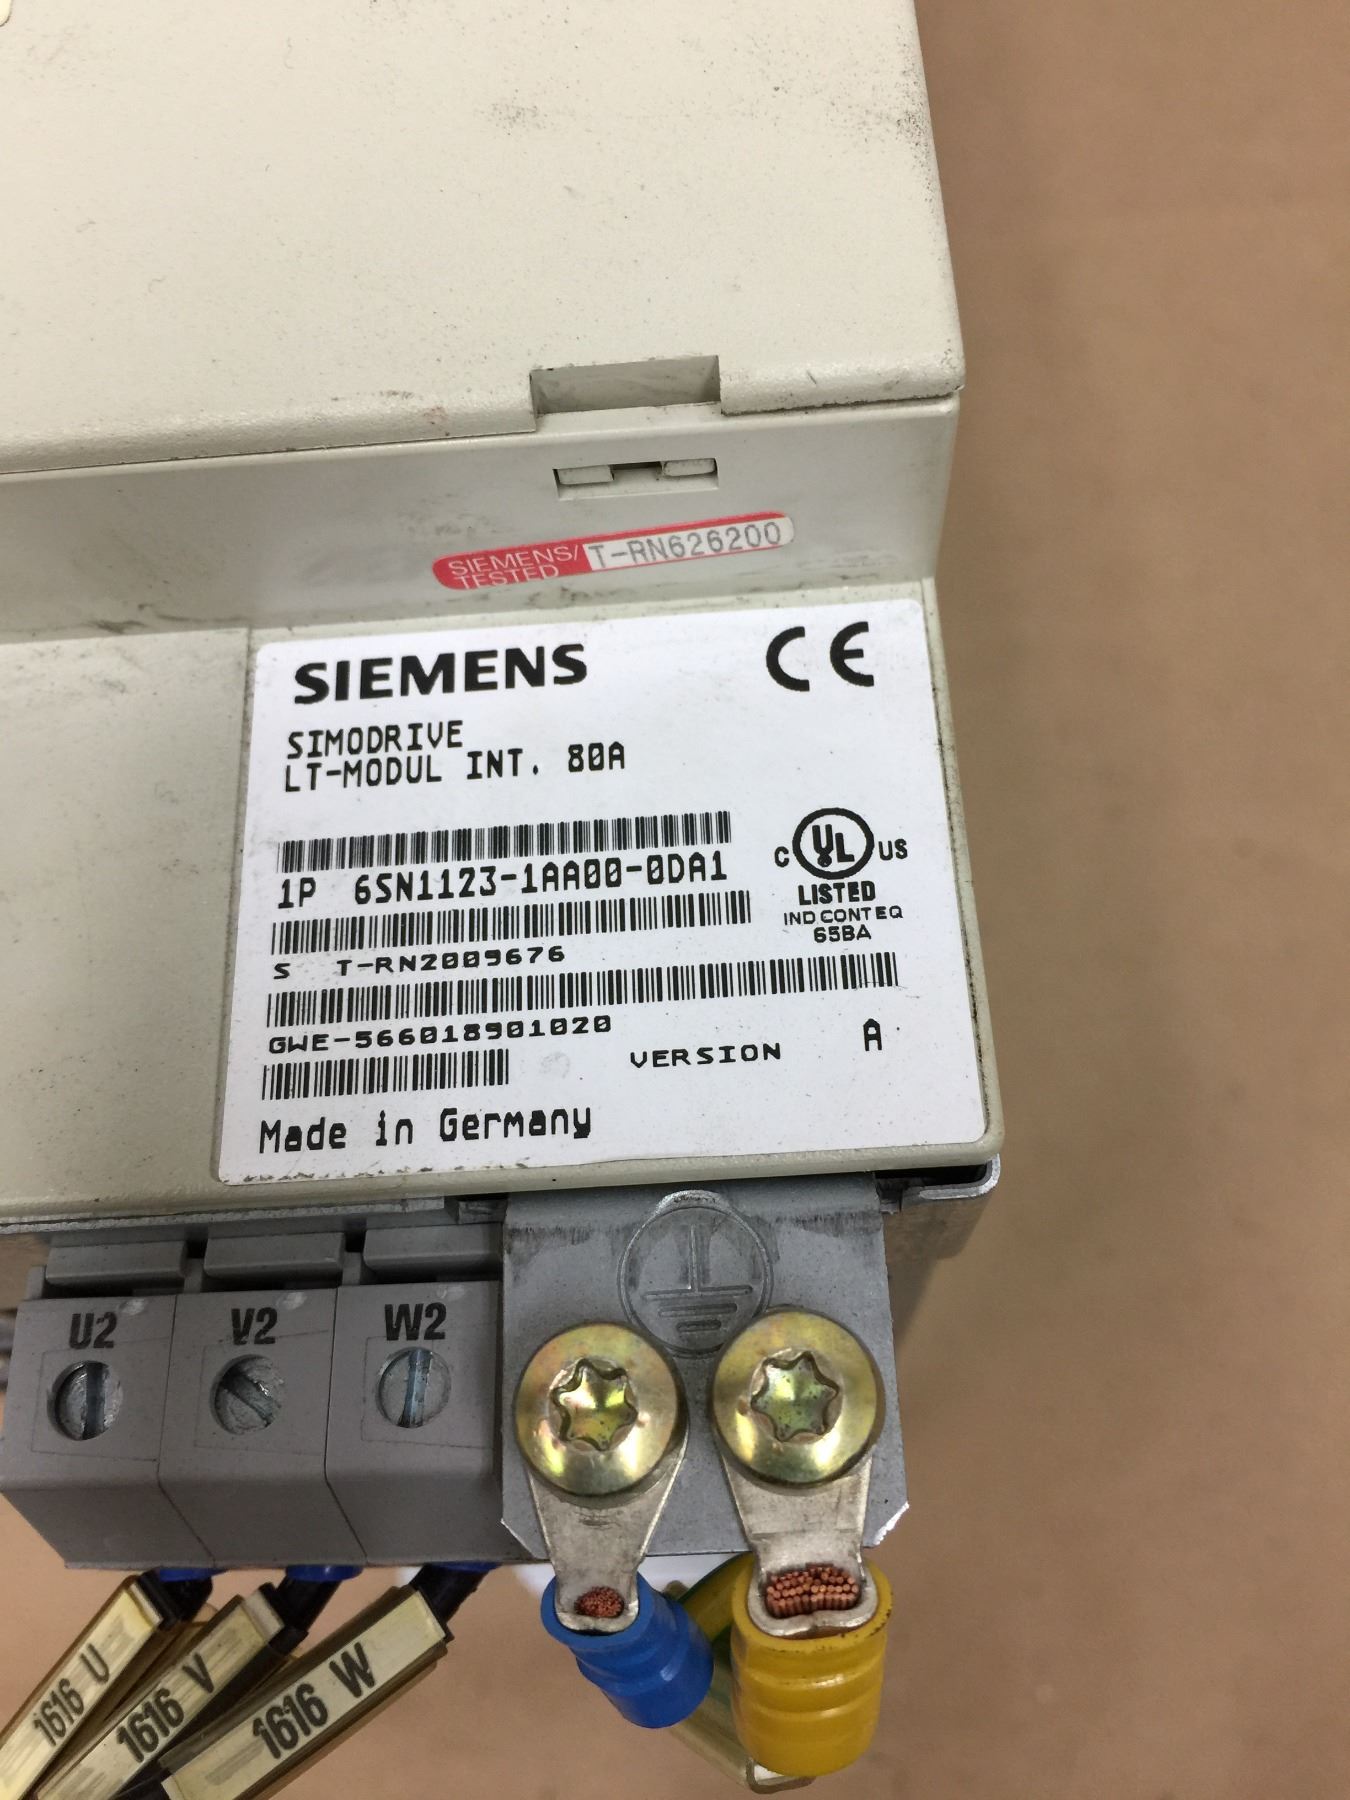 SIEMENS/ T-RN626200
TESTED
SIEMENS CE
SIMODRIVE
LT-MODUL INT. 80A
1P 6SN1123-1AA00-0DA1
C UL US
LISTED
IND CONT EQ
65BA
S T-RN2009676
GWE-566018901020
VERSION A
Made in Germany
U2 V2 W2
1616 U
1616 V
1616 W